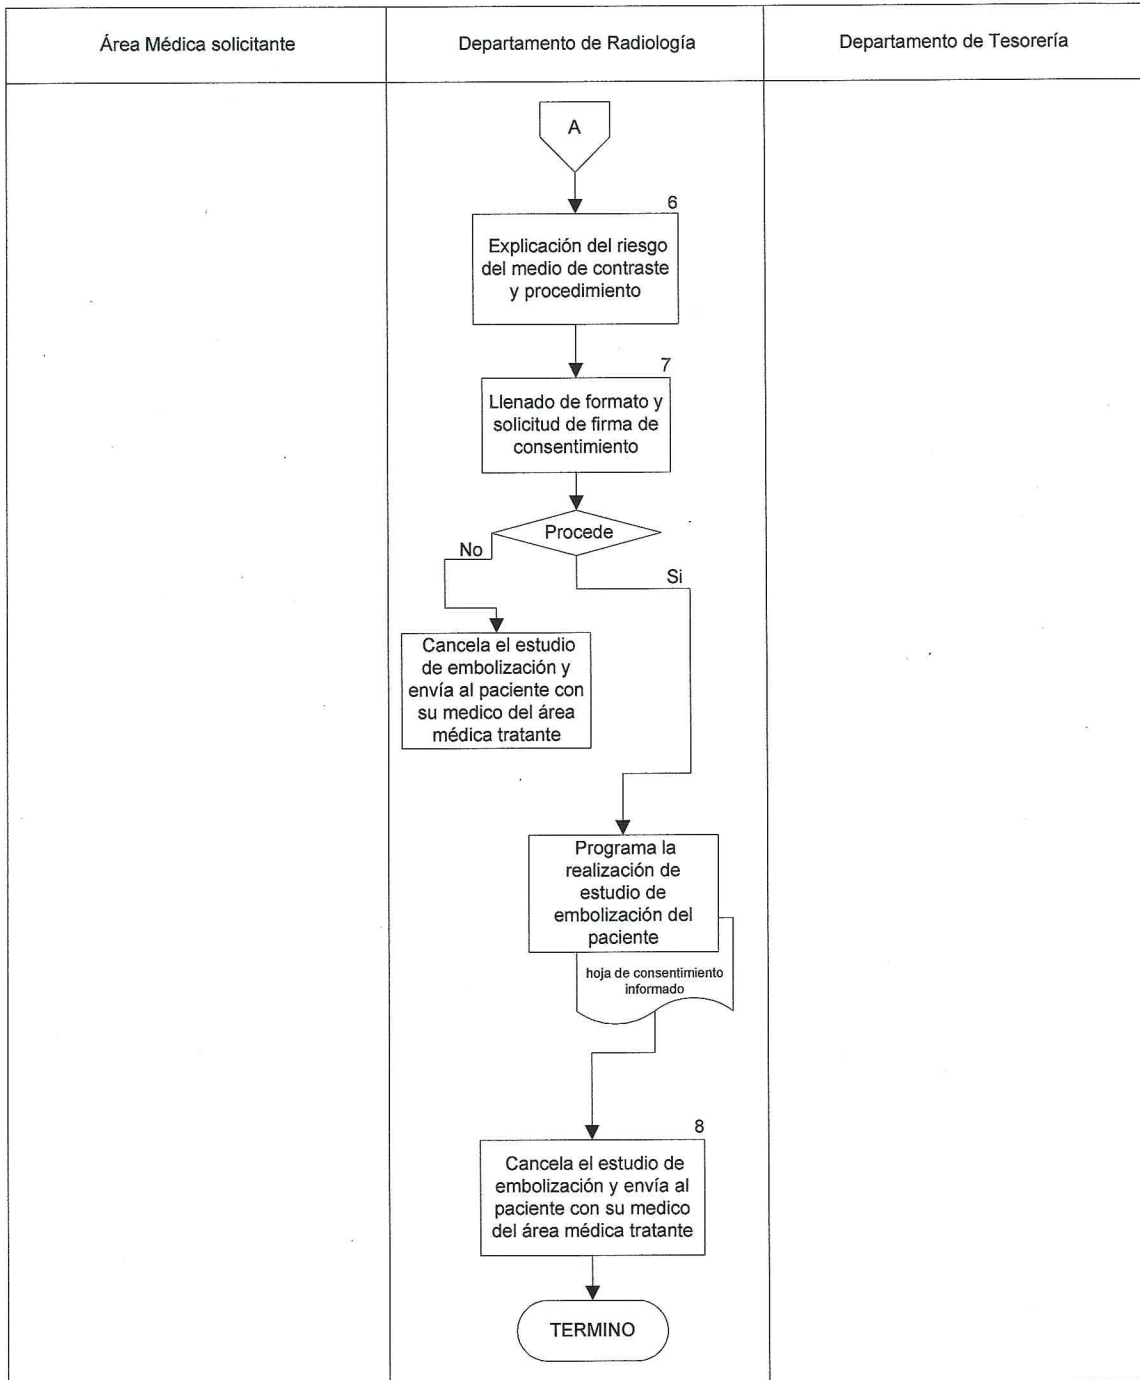 Área Médica solicitante
Departamento de Radiología
Departamento de Tesorería
A
6
Explicación del riesgo
del medio de contraste
y procedimiento
7
Llenado de formato y
solicitud de firma de
consentimiento
Procede
No
Si
Cancela el estudio
de embolización y
envía al paciente con
su medico del área
médica tratante
Programa la
realización de
estudio de
embolización del
paciente
hoja de consentimiento
informado
8
Cancela el estudio de
embolización y envía al
paciente con su medico
del área médica tratante
TERMINO